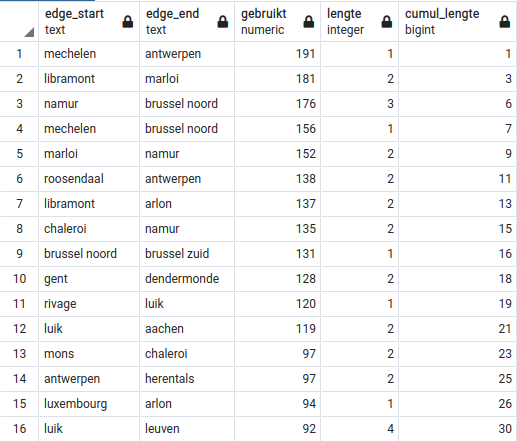 edge_start edge_end gebruikt lengte cumul_lengte
text text numeric integer bigint
1 mechelen antwerpen 191 1 1
2 libramont marloi 181 2 3
3 namur brussel noord 176 3 6
4 mechelen brussel noord 156 1 7
5 marloi namur 152 2 9
6 roosendaal antwerpen 138 2 11
7 libramont arlon 137 2 13
8 chaleroi namur 135 2 15
9 brussel noord brussel zuid 131 1 16
10 gent dendermonde 128 2 18
11 rivage luik 120 1 19
12 luik aachen 119 2 21
13 mons chaleroi 97 2 23
14 antwerpen herentals 97 2 25
15 luxembourg arlon 94 1 26
16 luik leuven 92 4 30